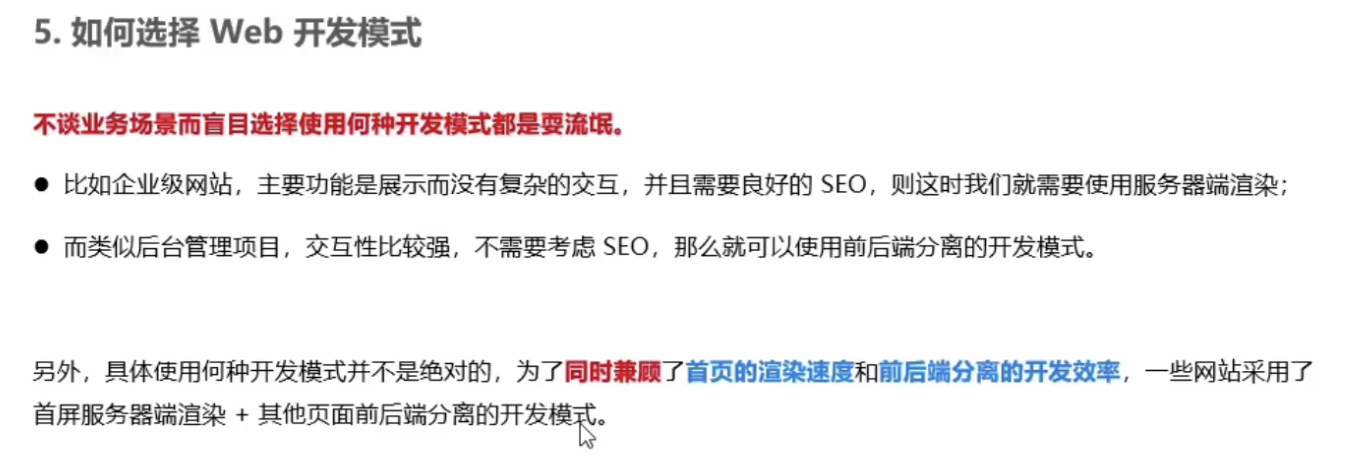 5. 如何选择 Web 开发模式
不谈业务场景而盲目选择使用何种开发模式都是耍流氓。
● 比如企业级网站，主要功能是展示而没有复杂的交互，并且需要良好的 SEO，则这时我们就需要使用服务器端渲染；
● 而类似后台管理项目，交互性比较强，不需要考虑 SEO，那么就可以使用前后端分离的开发模式。
另外，具体使用何种开发模式并不是绝对的，为了同时兼顾了首页的渲染速度和前后端分离的开发效率，一些网站采用了
首屏服务器端渲染 + 其他页面前后端分离的开发模式。